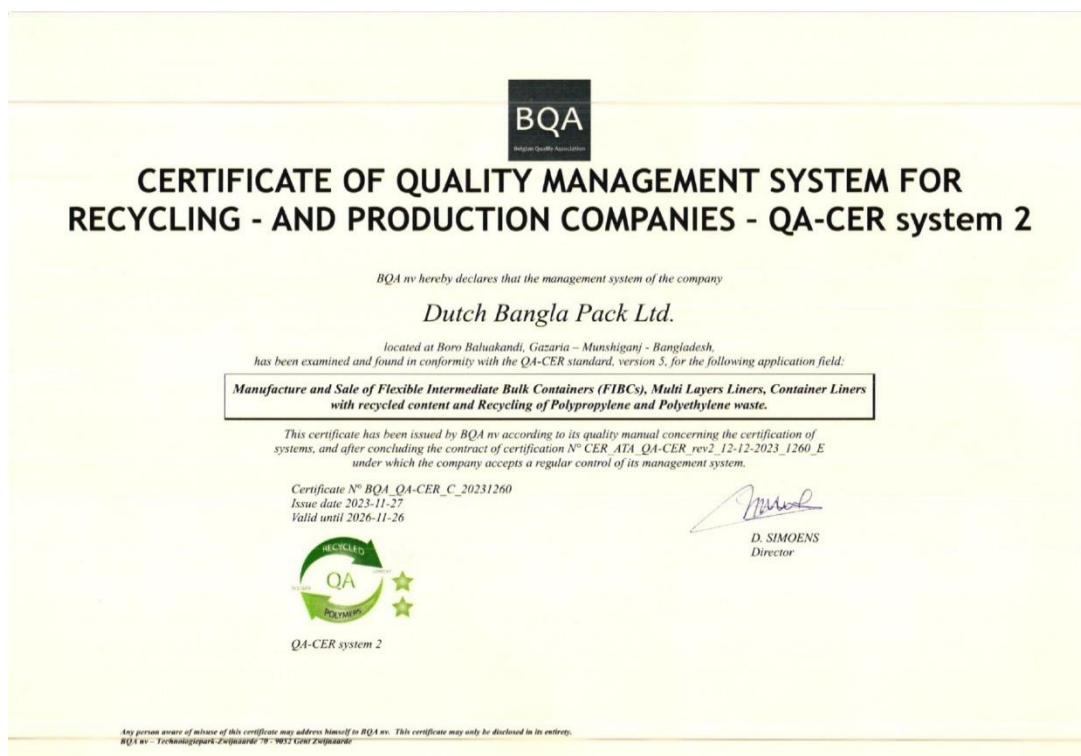 BQA
Belgian Quality Association
CERTIFICATE OF QUALITY MANAGEMENT SYSTEM FOR
RECYCLING - AND PRODUCTION COMPANIES – QA-CER system 2
BQA nv hereby declares that the management system of the company
Dutch Bangla Pack Ltd.
located at Boro Baluakandi, Gazaria – Munshiganj - Bangladesh,
has been examined and found in conformity with the QA-CER standard, version 5, for the following application field:
Manufacture and Sale of Flexible Intermediate Bulk Containers (FIBCs), Multi Layers Liners, Container Liners
with recycled content and Recycling of Polypropylene and Polyethylene waste.
This certificate has been issued by BQA nv according to its quality manual concerning the certification of
systems, and after concluding the contract of certification N° CER_ATA_QA-CER_rev2_12-12-2023_1260_E
under which the company accepts a regular control of its management system.
Certificate N° BQA_QA-CER_C_20231260
Issue date 2023-11-27
Valid until 2026-11-26
D. SIMOENS
Director
RECYCLED
QA
POLYMERS
QA-CER system 2
Any person aware of misuse of this certificate may address himself to BQA nv. This certificate may only be disclosed in its entirety.
BQA nv – Technologiepark-Zwijnaarde 70 - 9052 Gent Zwijnaarde